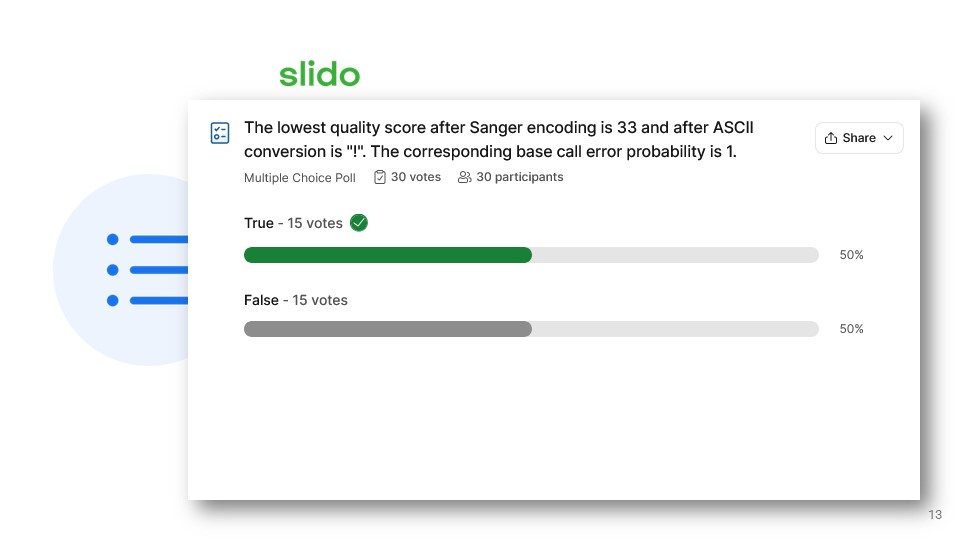 slido
The lowest quality score after Sanger encoding is 33 and after ASCII
conversion is "!". The corresponding base call error probability is 1.
Share
Multiple Choice Poll 30 votes 30 participants
True - 15 votes
50%
False - 15 votes
50%
13